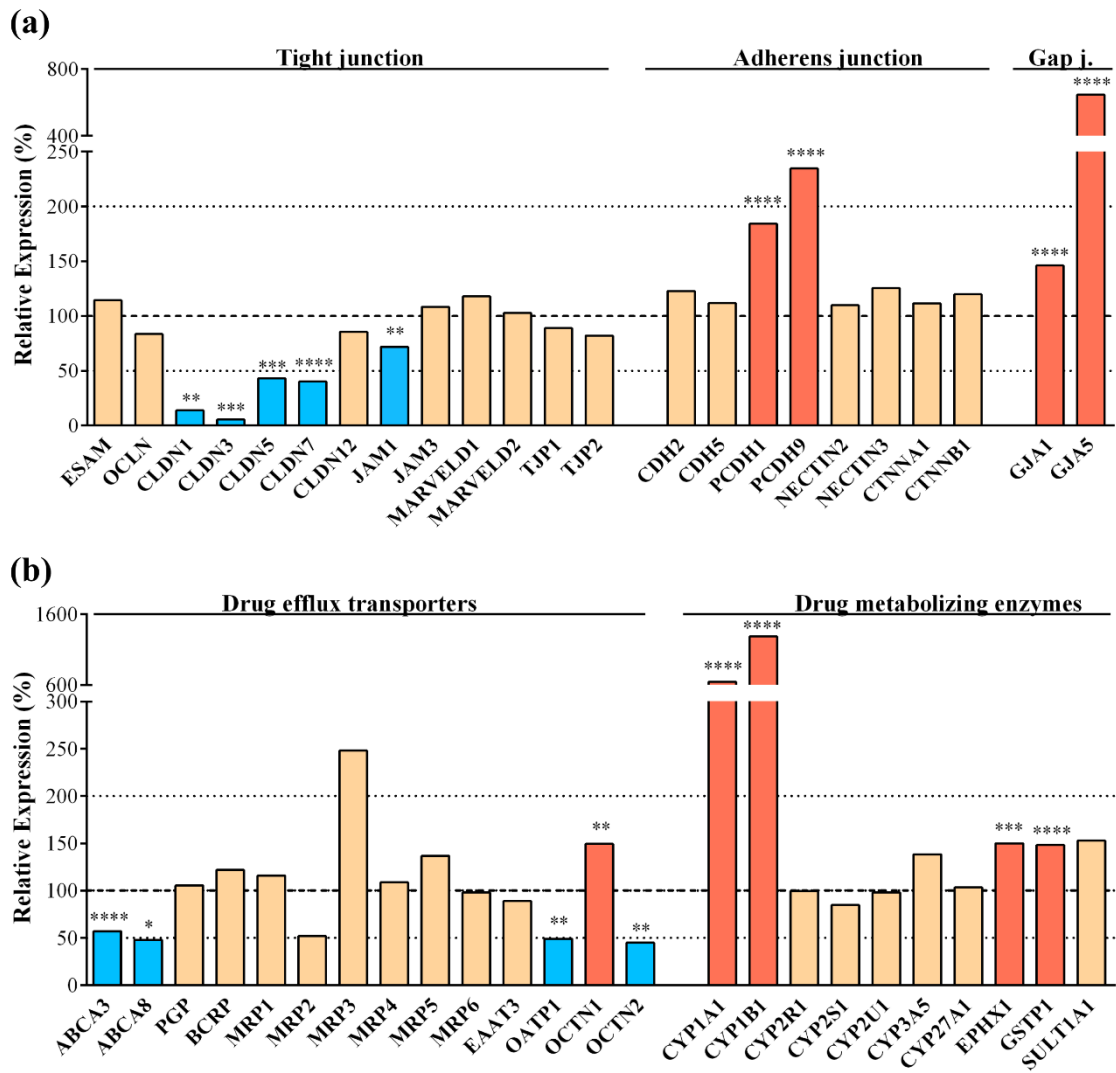 (a)
Tight junction
Adherens junction
Gap j.
Relative Expression (%)
800
400
250
200
150
100
50
0
**
***
***
****
**
****
****
****
****
ESAM
OCLN
CLDN1
CLDN3
CLDN5
CLDN7
CLDN12
JAM1
JAM3
MARVELD1
MARVELD2
TJP1
TJP2
CDH2
CDH5
PCDH1
PCDH9
NECTIN2
NECTIN3
CTNNA1
CTNNB1
GJA1
GJA5
(b)
Drug efflux transporters
Drug metabolizing enzymes
Relative Expression (%)
1600
600
300
250
200
150
100
50
0
****
*
**
**
**
****
****
***
****
ABCA3
ABCA8
PGP
BCRP
MRP1
MRP2
MRP3
MRP4
MRP5
MRP6
EAAT3
OATP1
OCTN1
OCTN2
CYP1A1
CYP1B1
CYP2R1
CYP2S1
CYP2U1
CYP3A5
CYP27A1
EPHX1
GSTP1
SULT1A1